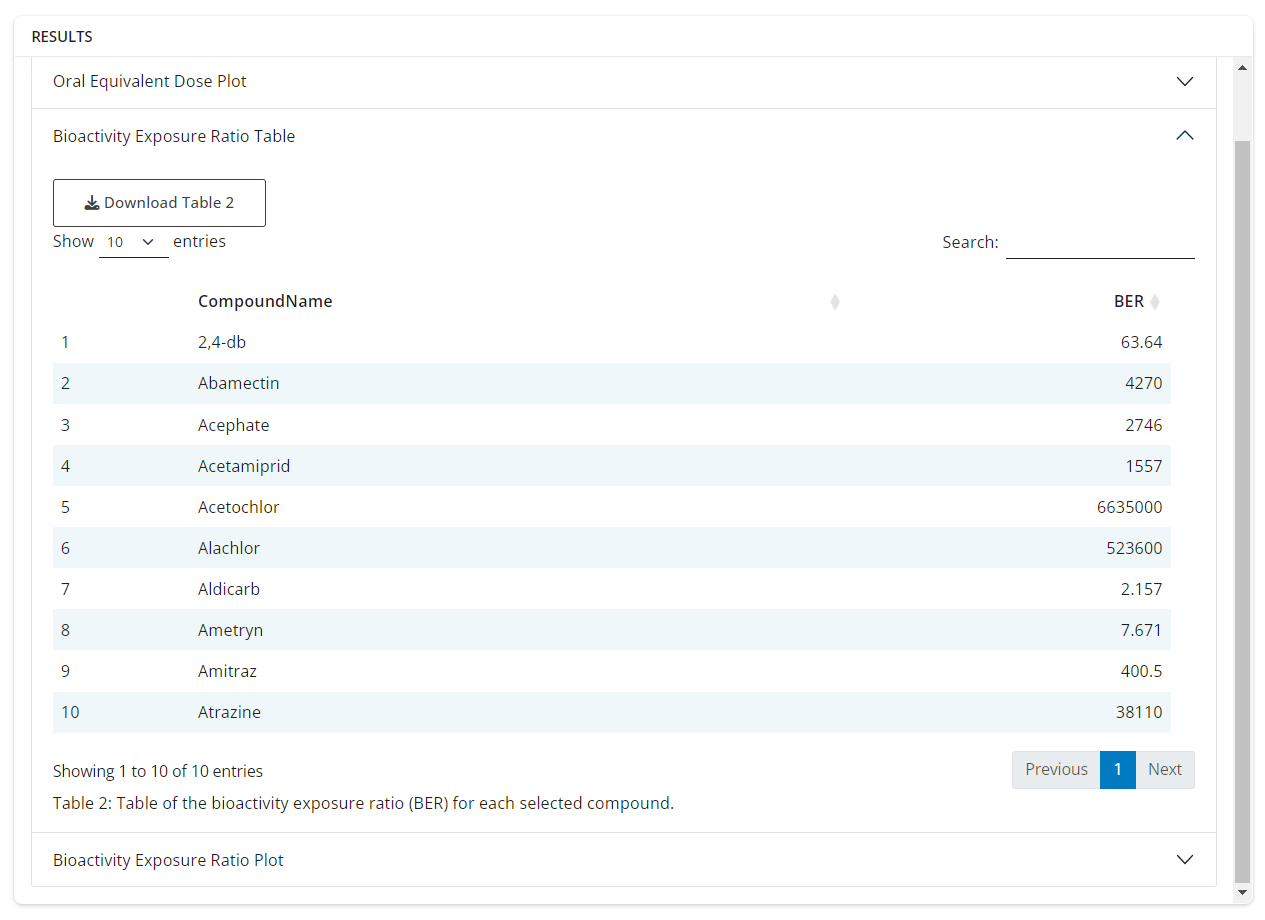 RESULTS
Oral Equivalent Dose Plot
Bioactivity Exposure Ratio Table
Download Table 2
Show 10 entries Search:
CompoundName BER
1 2,4-db 63.64
2 Abamectin 4270
3 Acephate 2746
4 Acetamiprid 1557
5 Acetochlor 6635000
6 Alachlor 523600
7 Aldicarb 2.157
8 Ametryn 7.671
9 Amitraz 400.5
10 Atrazine 38110
Showing 1 to 10 of 10 entries Previous 1 Next
Table 2: Table of the bioactivity exposure ratio (BER) for each selected compound.
Bioactivity Exposure Ratio Plot